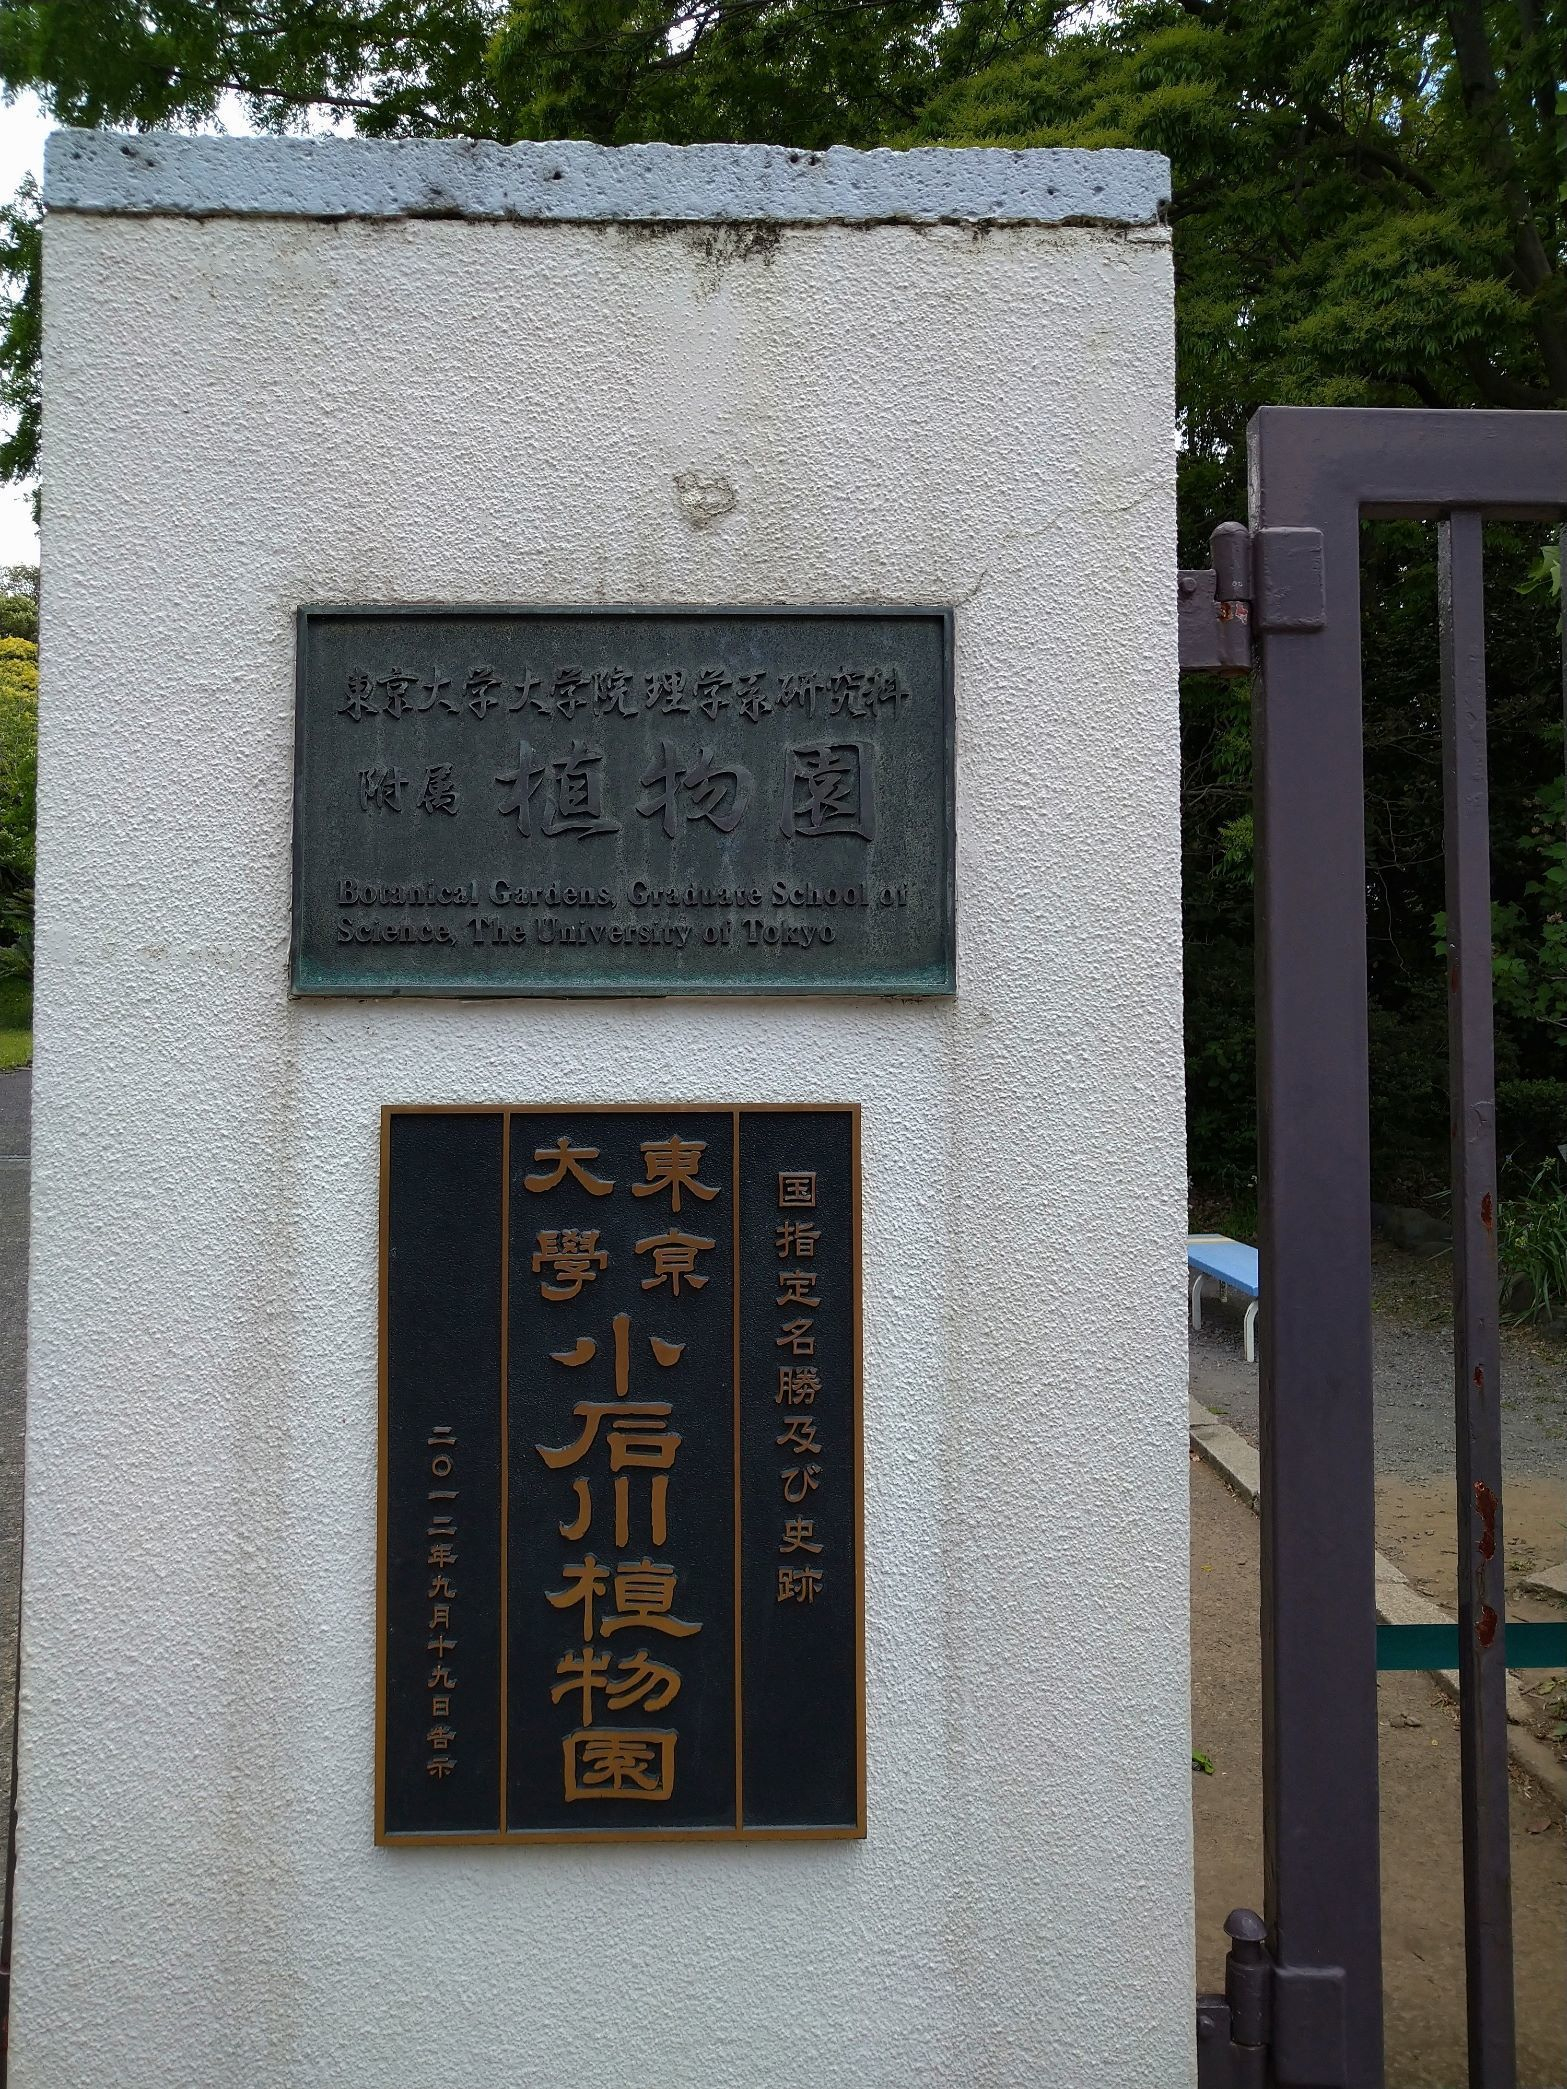 東京大学大学院理学系研究科
附属 植物園
Botanical Gardens, Graduate School of
Science, The University of Tokyo
国指定名勝及び史跡
東京大學 小石川植物園
二〇一二年九月十九日告示